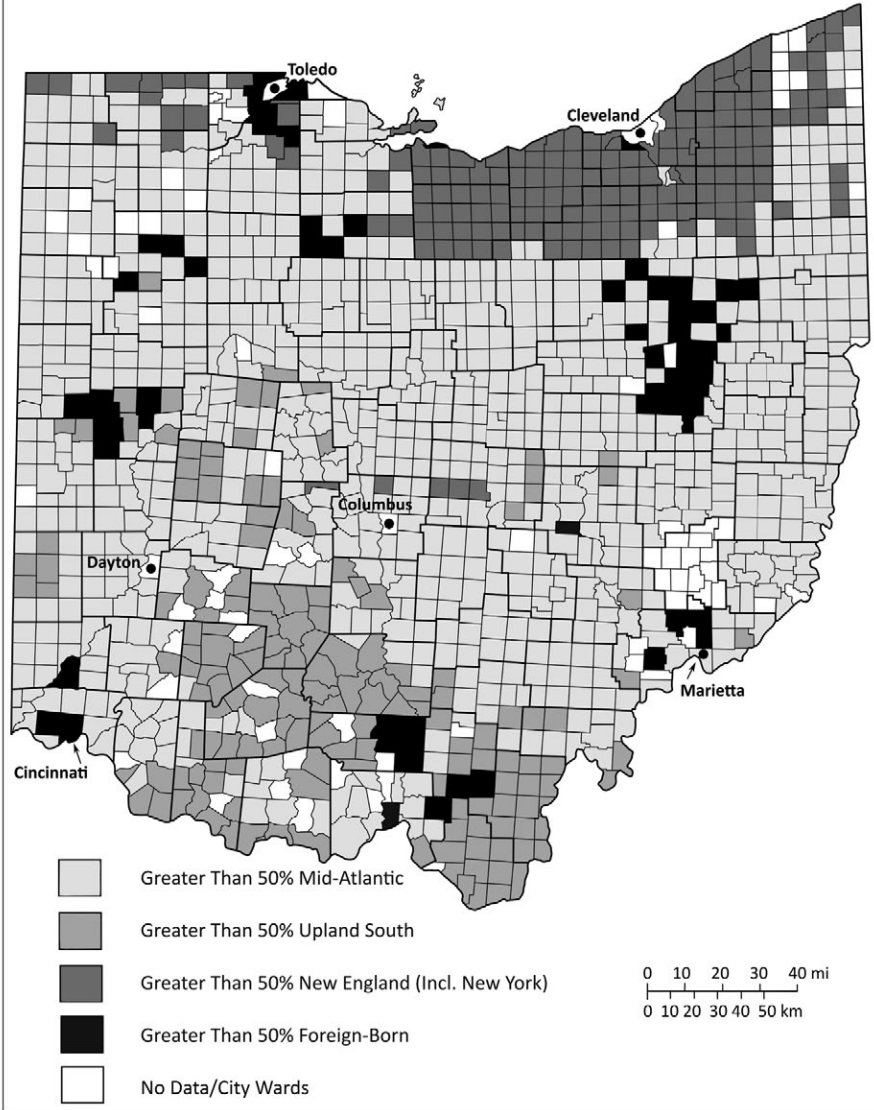 Toledo
Cleveland
Columbus
Dayton
Marietta
Cincinnati
Greater Than 50% Mid-Atlantic
Greater Than 50% Upland South
Greater Than 50% New England (Incl. New York)
Greater Than 50% Foreign-Born
No Data/City Wards
0 10 20 30 40 mi
0 10 20 30 40 50 km